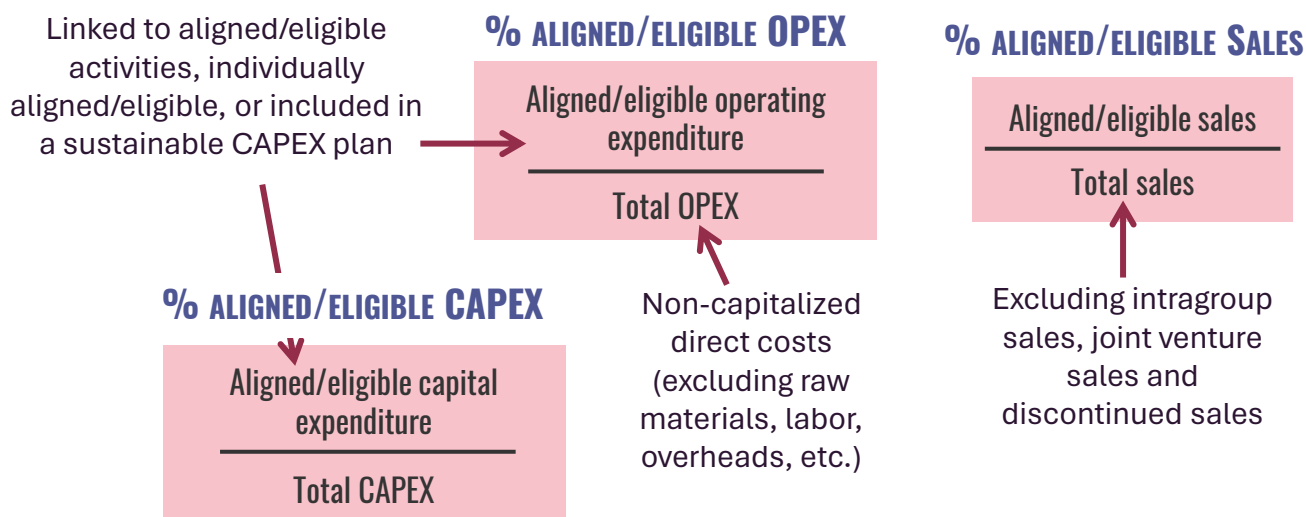 Linked to aligned/eligible
activities, individually
aligned/eligible, or included in
a sustainable CAPEX plan
% ALIGNED/ELIGIBLE OPEX
Aligned/eligible operating
expenditure
Total OPEX
% ALIGNED/ELIGIBLE SALES
Aligned/eligible sales
Total sales
% ALIGNED/ELIGIBLE CAPEX
Aligned/eligible capital
expenditure
Total CAPEX
Non-capitalized
direct costs
(excluding raw
materials, labor,
overheads, etc.)
Excluding intragroup
sales, joint venture
sales and
discontinued sales